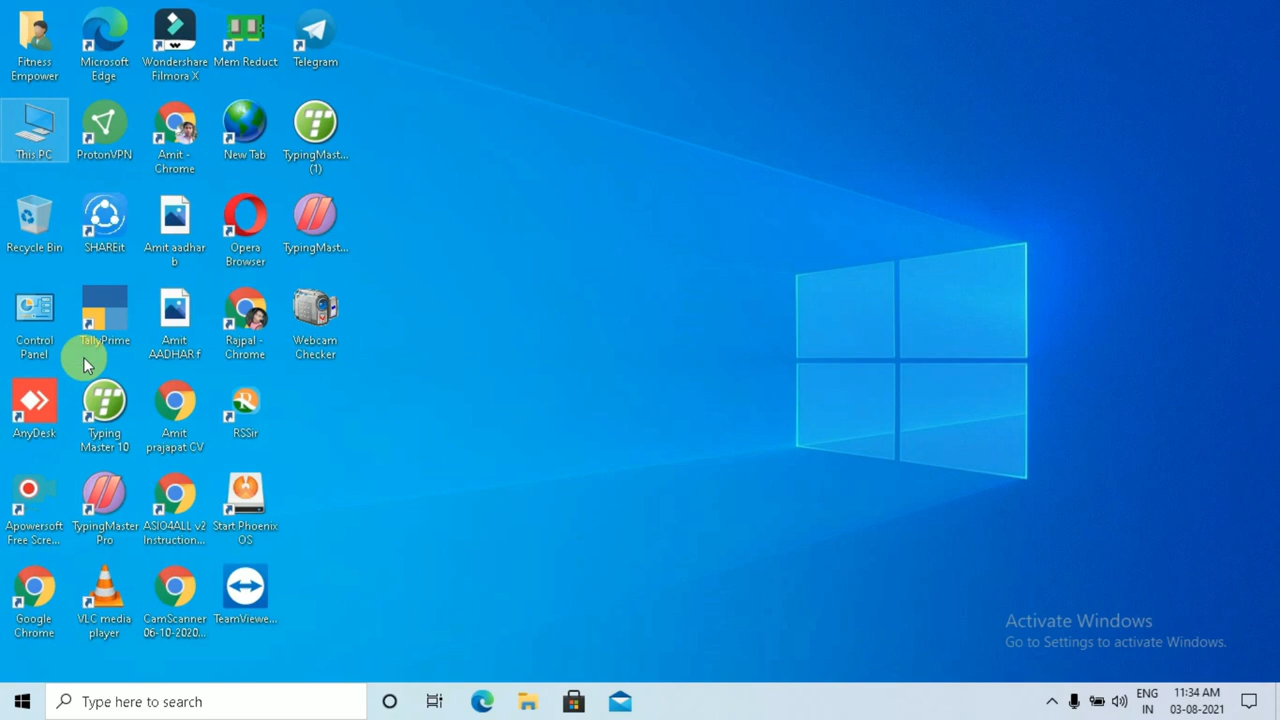 Fitness
Empower
Microsoft
Edge
Wondershare
Filmora X
Mem Reduct
Telegram
This PC
ProtonVPN
Amit -
Chrome
New Tab
TypingMast...
(1)
Recycle Bin
SHAREit
Amit aadhar
b
Opera
Browser
TypingMast...
Control
Panel
TallyPrime
Amit
AADHAR f
Rajpal -
Chrome
Webcam
Checker
AnyDesk
Typing
Master 10
Amit
prajapat CV
RSSir
Apowersoft
Free Scre...
TypingMaster
Pro
ASIO4ALL v2
Instruction...
Start Phoenix
OS
Google
Chrome
VLC media
player
CamScanner
06-10-2020...
TeamViewe...
Activate Windows
Go to Settings to activate Windows.
Type here to search
ENG
IN
11:34 AM
03-08-2021